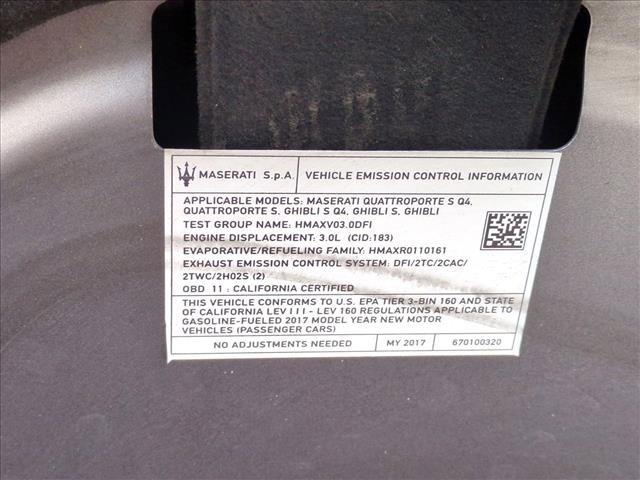 MASERATI S.p.A. VEHICLE EMISSION CONTROL INFORMATION
APPLICABLE MODELS: MASERATI QUATTROPORTE S Q4,
QUATTROPORTE S, GHIBLI S Q4, GHIBLI S, GHIBLI
TEST GROUP NAME: HMAXV03.0DFI
ENGINE DISPLACEMENT: 3.0L (CID:183)
EVAPORATIVE/REFUELING FAMILY: HMAXR0110161
EXHAUST EMISSION CONTROL SYSTEM: DFI/2TC/2CAC/
2TWC/2H02S (2)
OBD 11 : CALIFORNIA CERTIFIED
THIS VEHICLE CONFORMS TO U.S. EPA TIER 3-BIN 160 AND STATE
OF CALIFORNIA LEV III - LEV 160 REGULATIONS APPLICABLE TO
GASOLINE-FUELED 2017 MODEL YEAR NEW MOTOR
VEHICLES (PASSENGER CARS)
NO ADJUSTMENTS NEEDED MY 2017 670100320